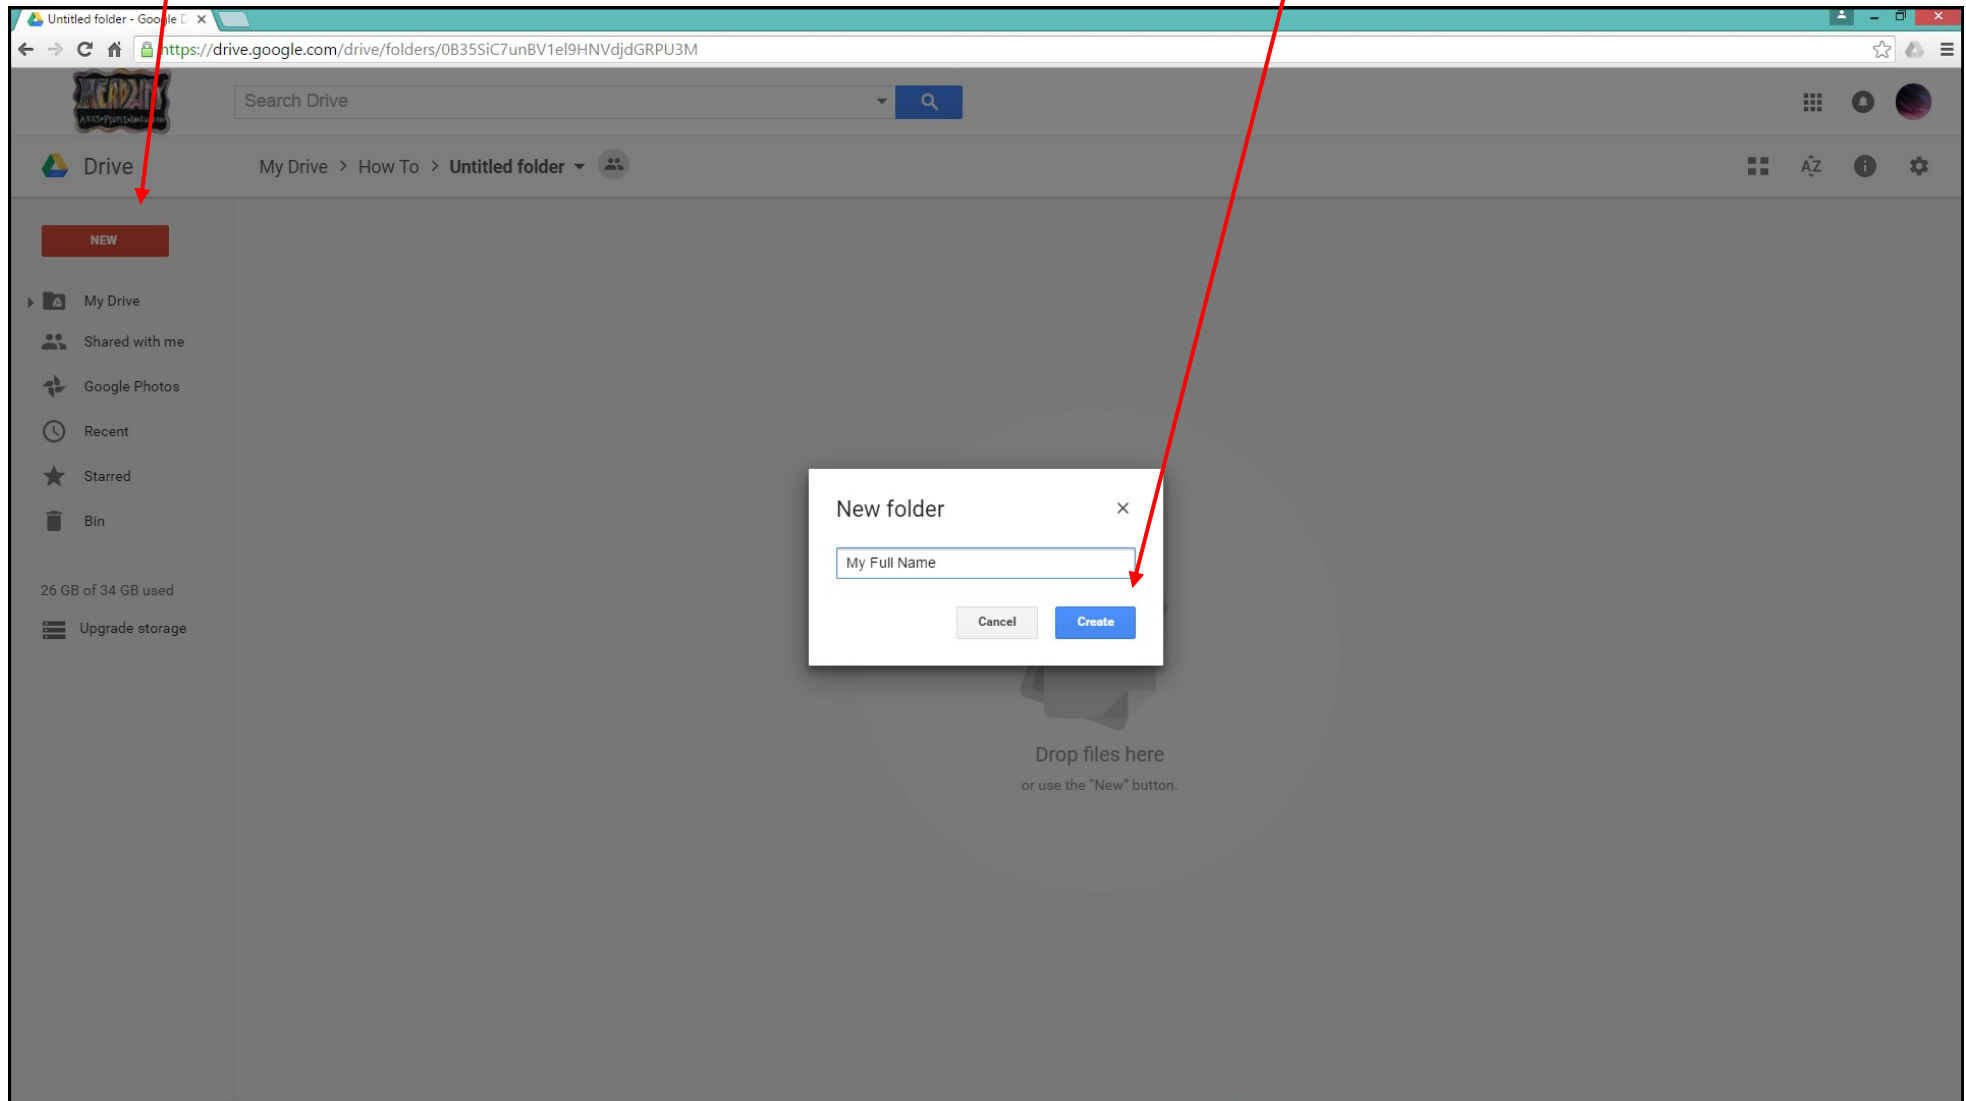 Untitled folder - Google D
https://drive.google.com/drive/folders/0B35SiC7unBV1el9HNVdjdGRPU3M
Search Drive
Drive
My Drive > How To > Untitled folder
AZ
NEW
My Drive
Shared with me
Google Photos
Recent
Starred
Bin
26 GB of 34 GB used
Upgrade storage
New folder
My Full Name
Cancel
Create
Drop files here
or use the "New" button.